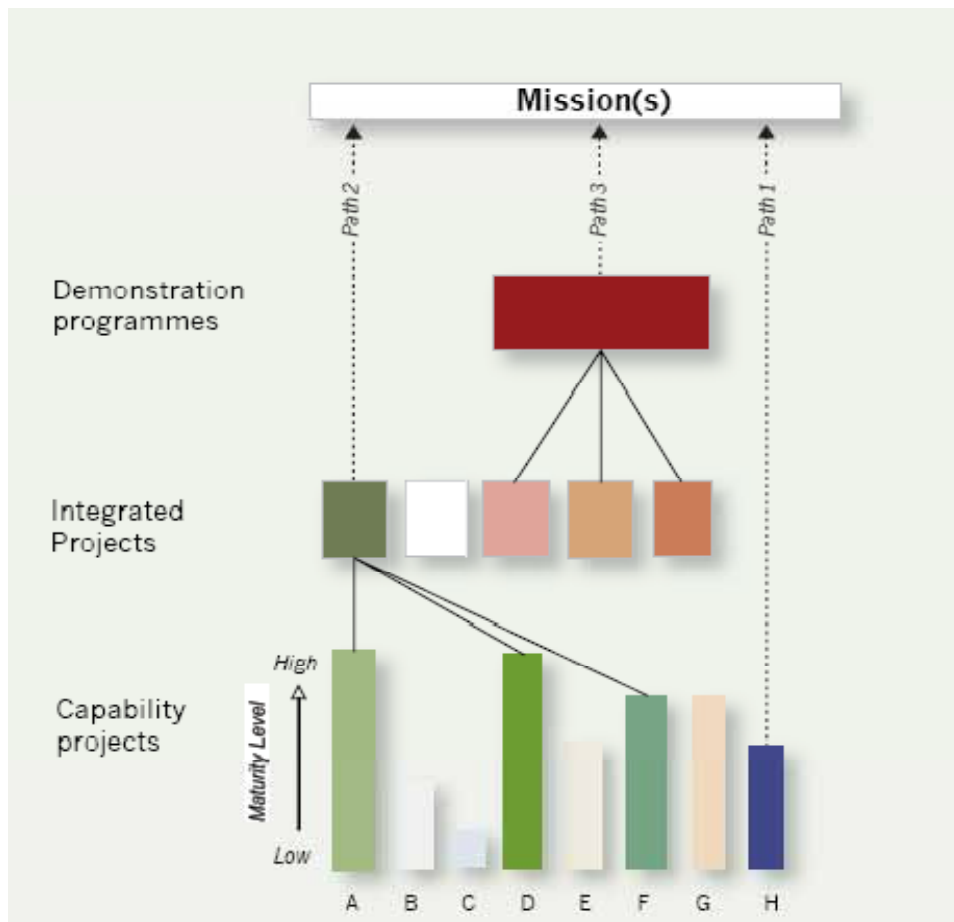 Mission(s)
Path 2
Path 3
Path 1
Demonstration
programmes
Integrated
Projects
Capability
projects
High
Maturity Level
Low
A
B
C
D
E
F
G
H